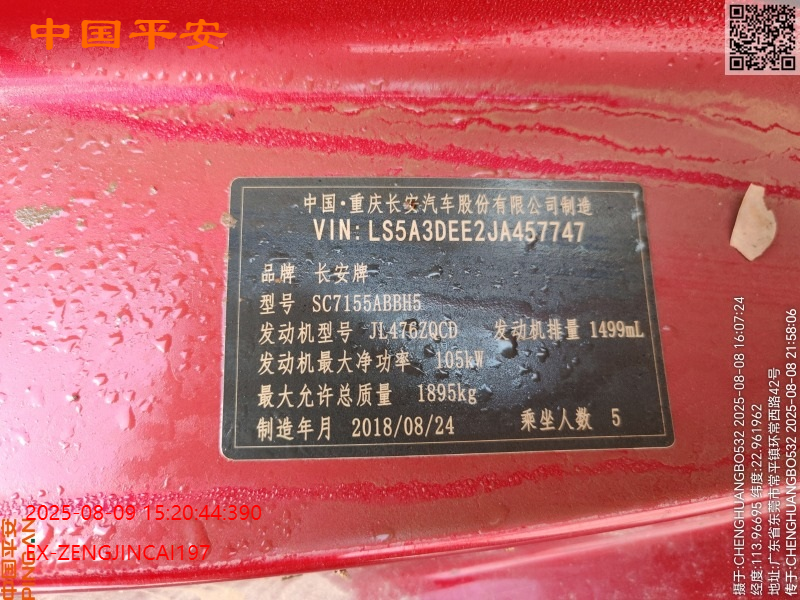 中国平安
中国·重庆长安汽车股份有限公司制造
VIN: LS5A3DEE2JA457747
品牌 长安牌
型号 SC7155ABBH5
发动机型号 JL476ZQCD 发动机排量 1499mL
发动机最大净功率 105kW
最大允许总质量 1895kg
制造年月 2018/08/24 乘坐人数 5
2025-08-09 15:20:44.390
EX-ZENGJINCAI197
摄于:CHENGHUANGBO532 2025-08-08 16:07:24
经度:113.96695 纬度:22.961962
地址:广东省东莞市常平镇环常西路42号
传于:CHENGHUANGBO532 2025-08-08 21:58:06
中国平安
PING AN